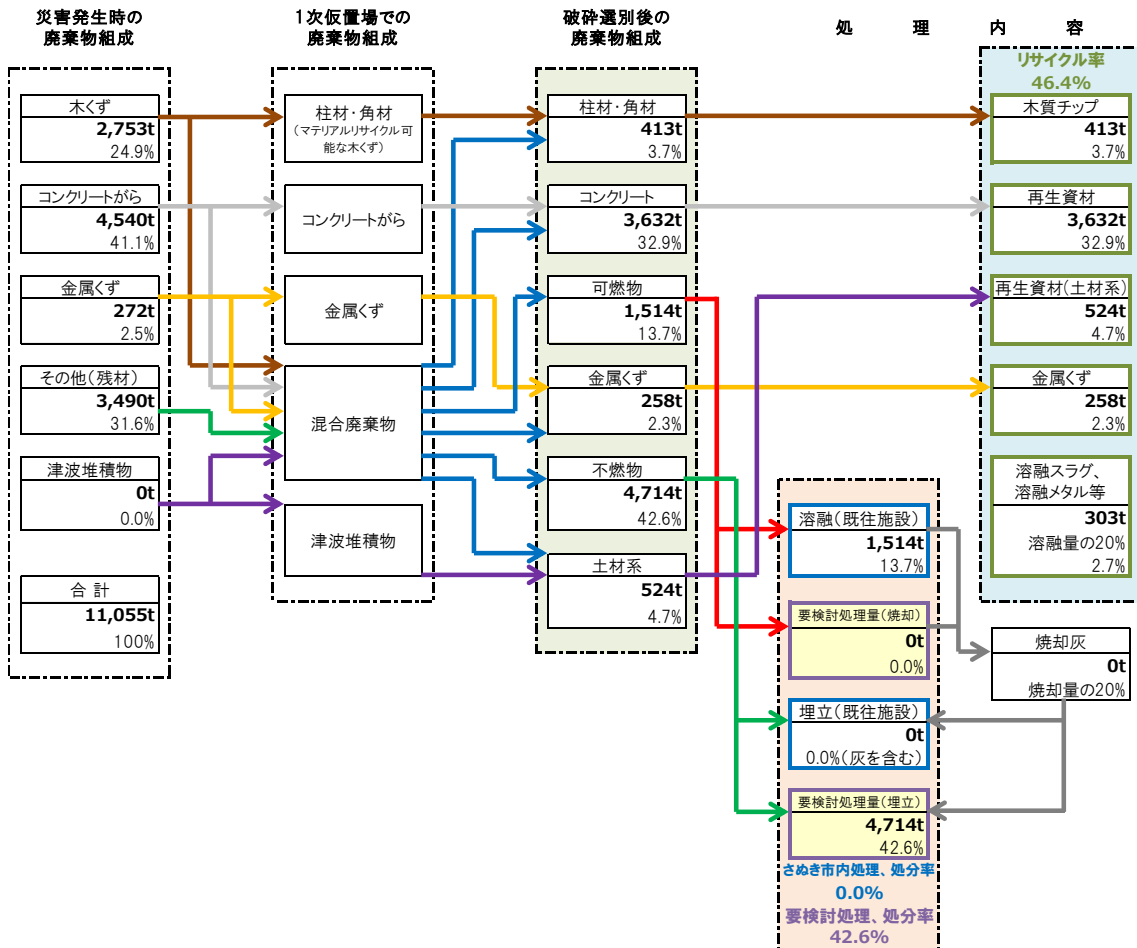 災害発生時の
廃棄物組成
1次仮置場での
廃棄物組成
破砕選別後の
廃棄物組成
処理内容
木くず
2,753t
24.9%
コンクリートがら
4,540t
41.1%
金属くず
272t
2.5%
その他(残材)
3,490t
31.6%
津波堆積物
0t
0.0%
合計
11,055t
100%
柱材・角材
(マテリアルリサイクル可
能な木くず)
コンクリートがら
金属くず
混合廃棄物
津波堆積物
柱材・角材
413t
3.7%
コンクリート
3,632t
32.9%
可燃物
1,514t
13.7%
金属くず
258t
2.3%
不燃物
4,714t
42.6%
土材系
524t
4.7%
溶融(既往施設)
1,514t
13.7%
要検討処理量(焼却)
0t
0.0%
埋立(既往施設)
0t
0.0%(灰を含む)
要検討処理量(埋立)
4,714t
42.6%
さぬき市内処理、処分率
0.0%
要検討処理、処分率
42.6%
リサイクル率
46.4%
木質チップ
413t
3.7%
再生資材
3,632t
32.9%
再生資材(土材系)
524t
4.7%
金属くず
258t
2.3%
溶融スラグ、
溶融メタル等
303t
溶融量の20%
2.7%
焼却灰
0t
焼却量の20%